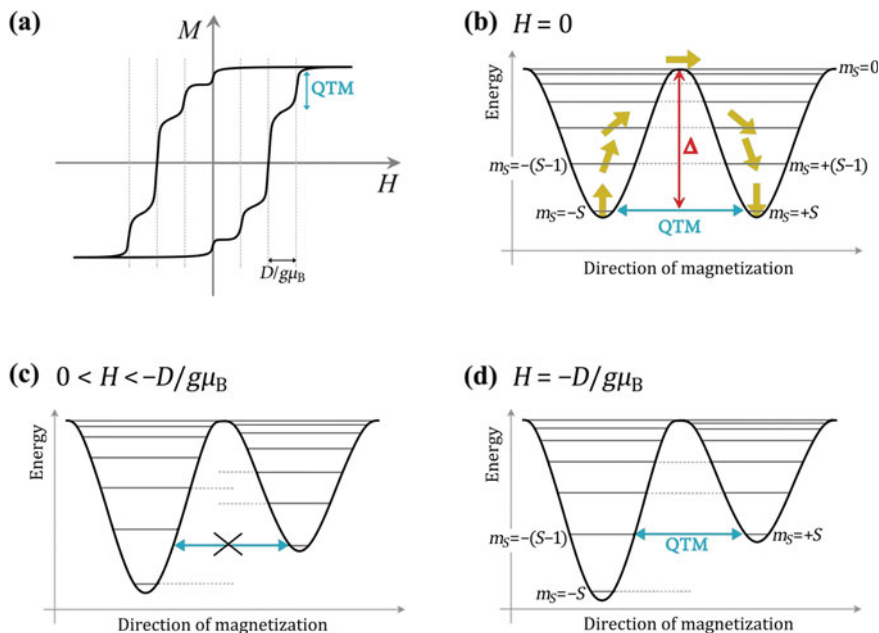 (a)
M
QTM
H
D/gμB
(b) H = 0
Energy
mS=0
Δ
mS=-(S-1)
mS=+(S-1)
mS=-S
mS=+S
QTM
Direction of magnetization
(c) 0 < H < -D/gμB
Energy
Direction of magnetization
(d) H = -D/gμB
Energy
mS=-(S-1)
QTM
mS=+S
mS=-S
Direction of magnetization